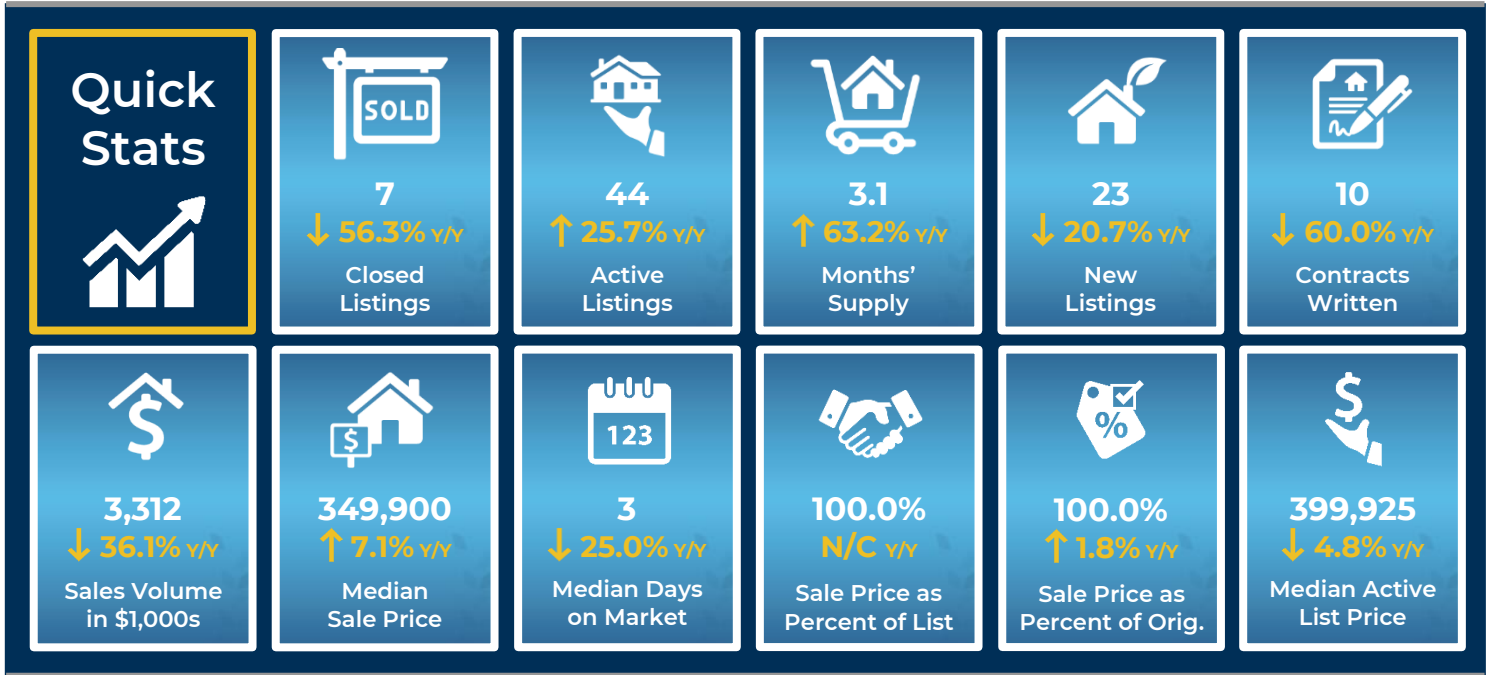 Quick
Stats
SOLD
7
↓ 56.3% Y/Y
Closed
Listings
44
↑ 25.7% Y/Y
Active
Listings
3.1
↑ 63.2% Y/Y
Months’
Supply
23
↓ 20.7% Y/Y
New
Listings
10
↓ 60.0% Y/Y
Contracts
Written
$
3,312
↓ 36.1% Y/Y
Sales Volume
in $1,000s
$
349,900
↑ 7.1% Y/Y
Median
Sale Price
123
3
↓ 25.0% Y/Y
Median Days
on Market
100.0%
N/C Y/Y
Sale Price as
Percent of List
%
100.0%
↑ 1.8% Y/Y
Sale Price as
Percent of Orig.
$
399,925
↓ 4.8% Y/Y
Median Active
List Price